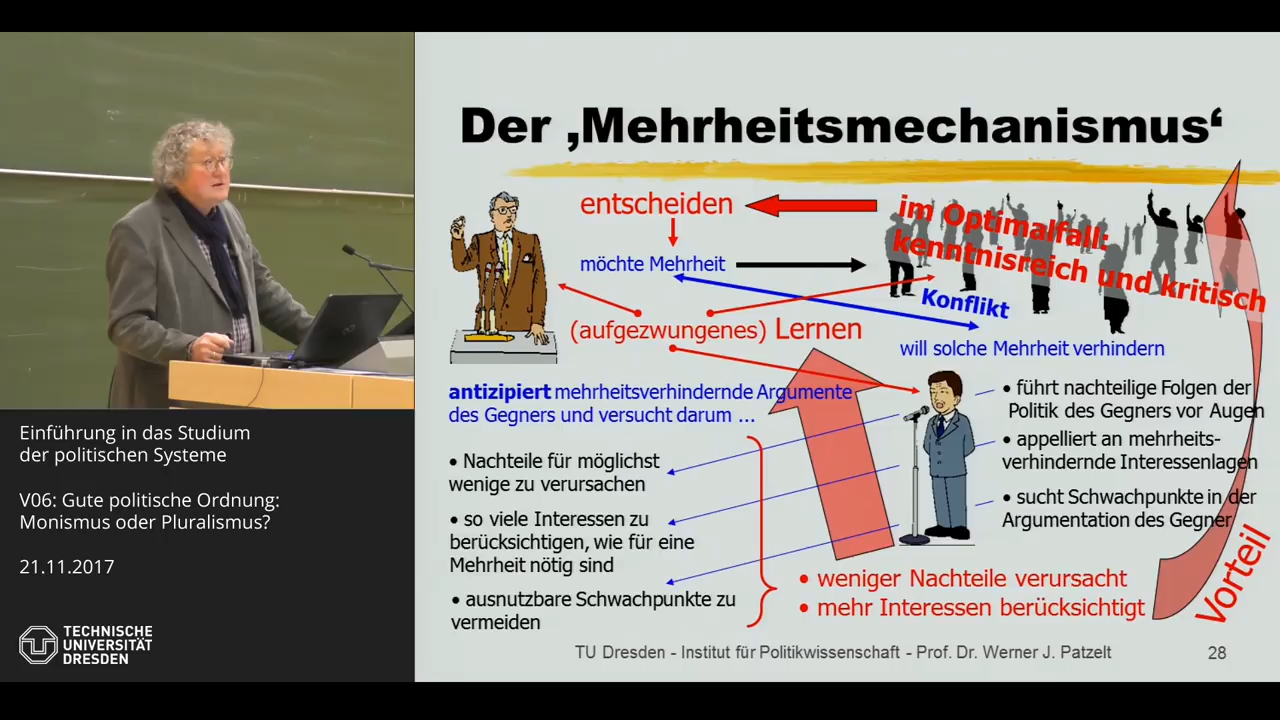 Der ‚Mehrheitsmechanismus‘
entscheiden
im Optimalfall:
kenntnisreich und kritisch
möchte Mehrheit
Konflikt
(aufgezwungenes) Lernen
will solche Mehrheit verhindern
antizipiert mehrheitsverhindernde Argumente
des Gegners und versucht darum ...
• Nachteile für möglichst
wenige zu verursachen
• so viele Interessen zu
berücksichtigen, wie für eine
Mehrheit nötig sind
• ausnutzbare Schwachpunkte zu
vermeiden
• führt nachteilige Folgen der
Politik des Gegners vor Augen
• appelliert an mehrheits-
verhindernde Interessenlagen
• sucht Schwachpunkte in der
Argumentation des Gegner
• weniger Nachteile verursacht
• mehr Interessen berücksichtigt
Vorteil
TU Dresden - Institut für Politikwissenschaft - Prof. Dr. Werner J. Patzelt
28
Einführung in das Studium
der politischen Systeme
V06: Gute politische Ordnung:
Monismus oder Pluralismus?
21.11.2017
TECHNISCHE
UNIVERSITÄT
DRESDEN